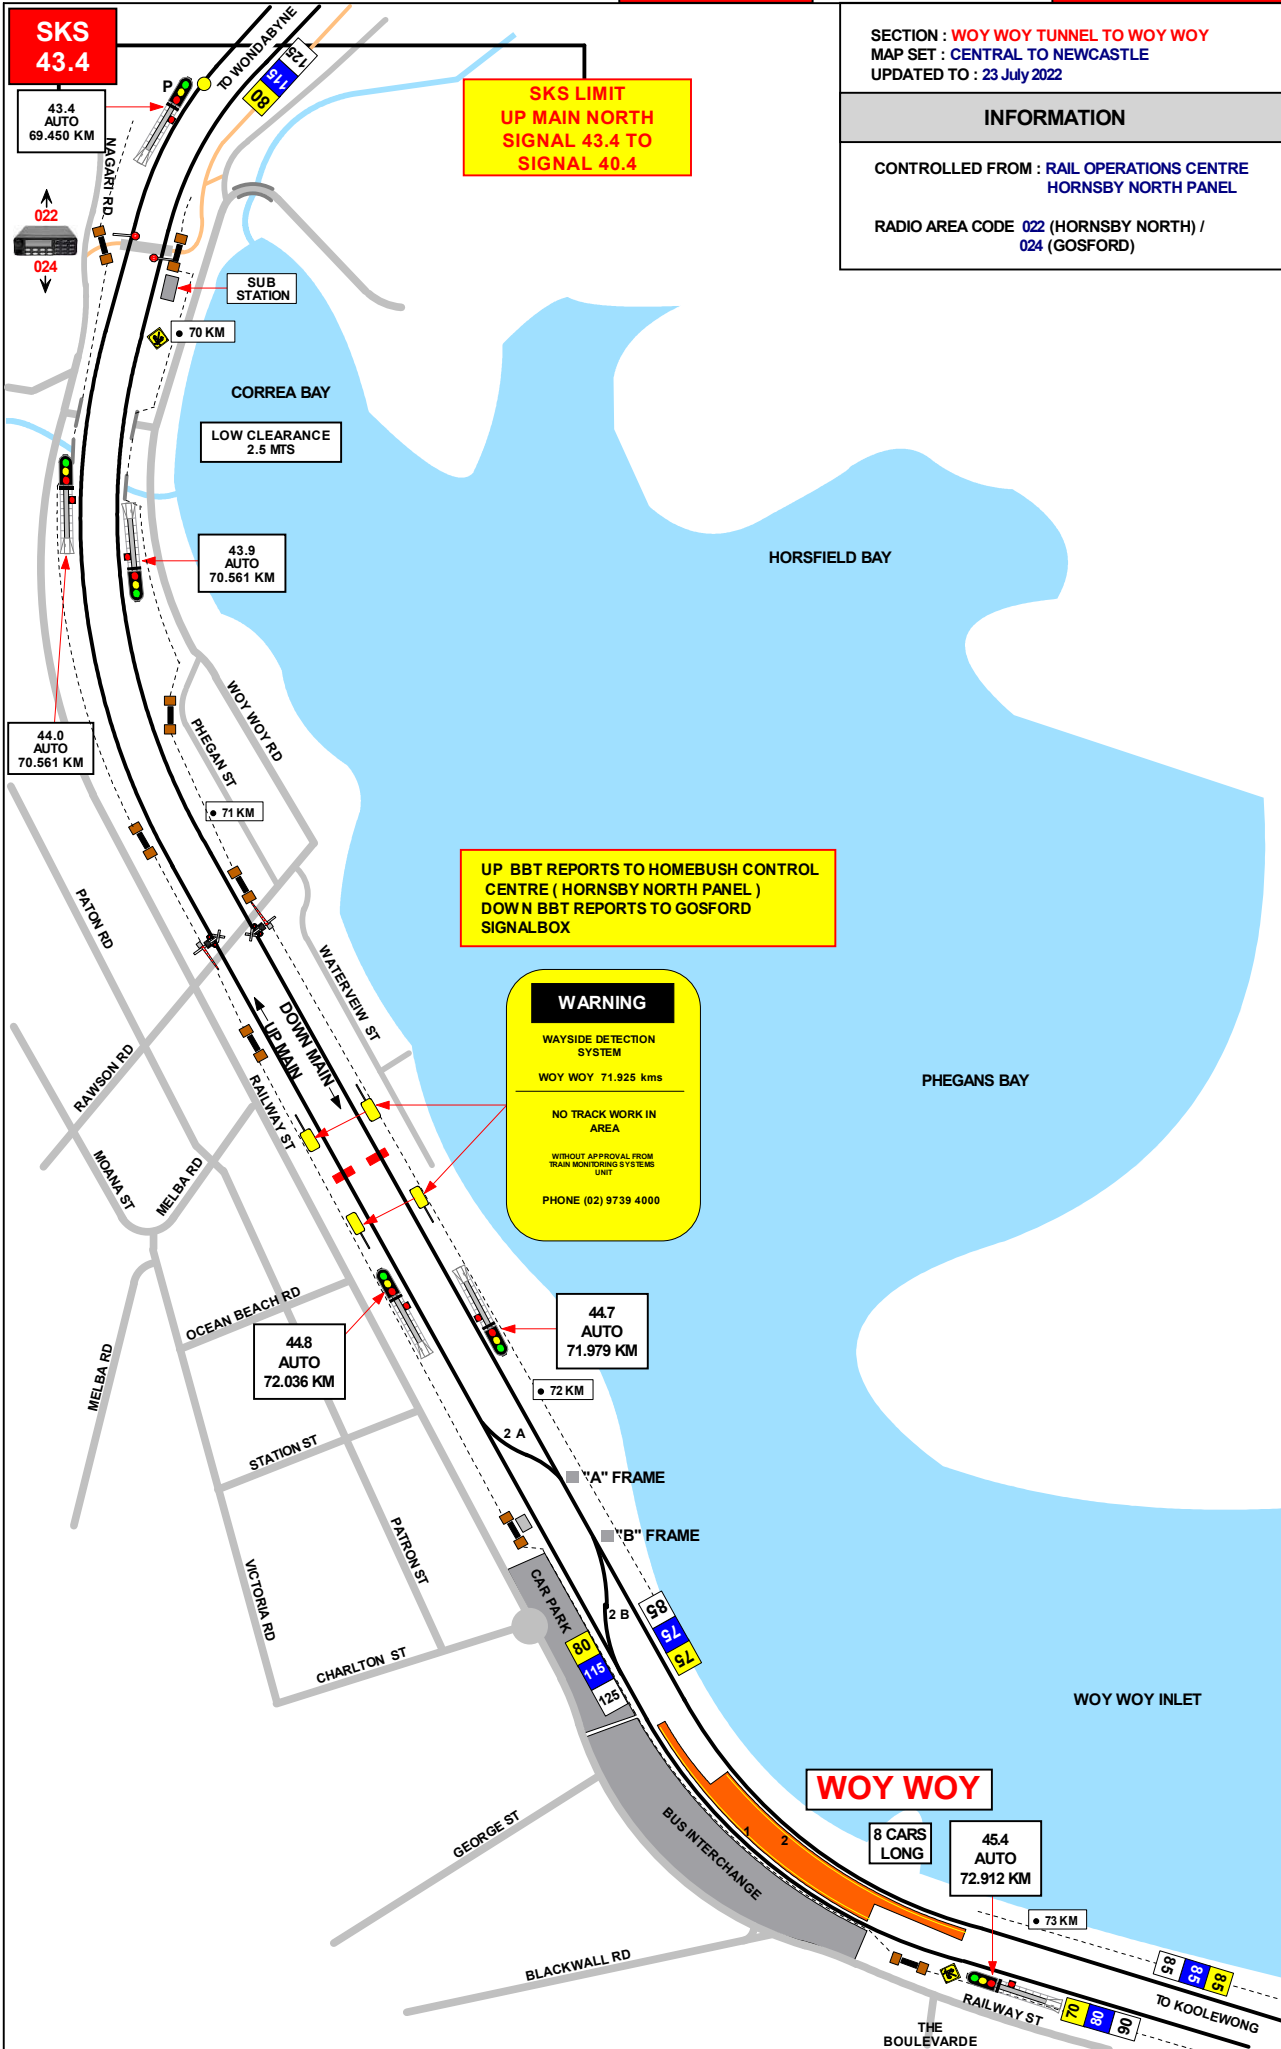 SKS
43.4
43.4
AUTO
69.450 KM
P
TO WONDABYNE
80
115
125
SKS LIMIT
UP MAIN NORTH
SIGNAL 43.4 TO
SIGNAL 40.4
SECTION : WOY WOY TUNNEL TO WOY WOY
MAP SET : CENTRAL TO NEWCASTLE
UPDATED TO : 23 July 2022
INFORMATION
CONTROLLED FROM : RAIL OPERATIONS CENTRE
HORNSBY NORTH PANEL
RADIO AREA CODE 022 (HORNSBY NORTH) /
024 (GOSFORD)
NAGARI RD
022
024
SUB
STATION
70 KM
CORREA BAY
LOW CLEARANCE
2.5 MTS
43.9
AUTO
70.561 KM
HORSFIELD BAY
44.0
AUTO
70.561 KM
WOY WOY RD
PHEGAN ST
71 KM
UP BBT REPORTS TO HOMEBUSH CONTROL
CENTRE ( HORNSBY NORTH PANEL )
DOWN BBT REPORTS TO GOSFORD
SIGNALBOX
PATON RD
WATERVEIW ST
WARNING
WAYSIDE DETECTION
SYSTEM
WOY WOY 71.925 kms
NO TRACK WORK IN
AREA
WITHOUT APPROVAL FROM
TRAIN MONITORING SYSTEMS
UNIT
PHONE (02) 9739 4000
DOWN MAIN
UP MAIN
RAWSON RD
RAILWAY ST
PHEGANS BAY
MOANA ST
MELBA RD
OCEAN BEACH RD
44.8
AUTO
72.036 KM
44.7
AUTO
71.979 KM
MELBA RD
72 KM
2 A
STATION ST
"A" FRAME
"B" FRAME
PATRON ST
VICTORIA RD
CAR PARK
2 B
85
75
75
80
115
125
CHARLTON ST
WOY WOY INLET
WOY WOY
8 CARS
LONG
45.4
AUTO
72.912 KM
1
2
GEORGE ST
BUS INTERCHANGE
73 KM
BLACKWALL RD
85
85
85
TO KOOLEWONG
RAILWAY ST
70
80
90
THE
BOULEVARDE